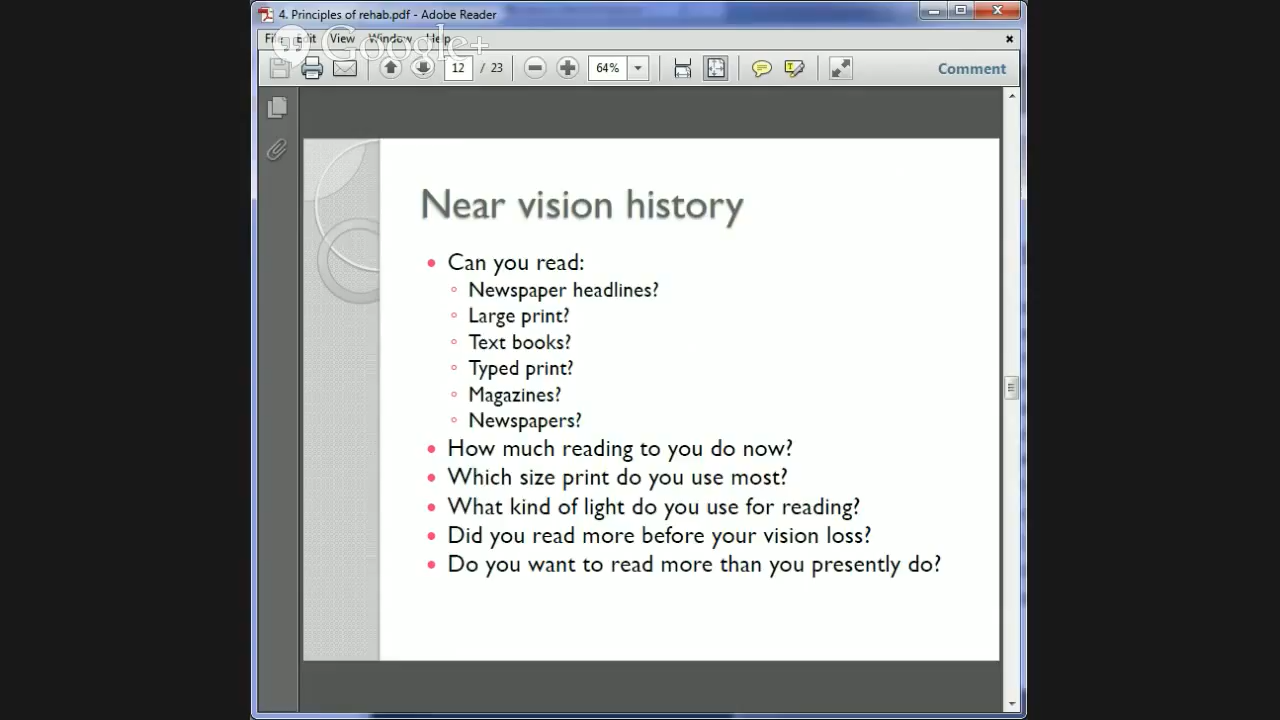 4. Principles of rehab.pdf - Adobe Reader
File Edit View Window Help
Google+
12 / 23 64% Comment
Near vision history
Can you read:
Newspaper headlines?
Large print?
Text books?
Typed print?
Magazines?
Newspapers?
How much reading to you do now?
Which size print do you use most?
What kind of light do you use for reading?
Did you read more before your vision loss?
Do you want to read more than you presently do?